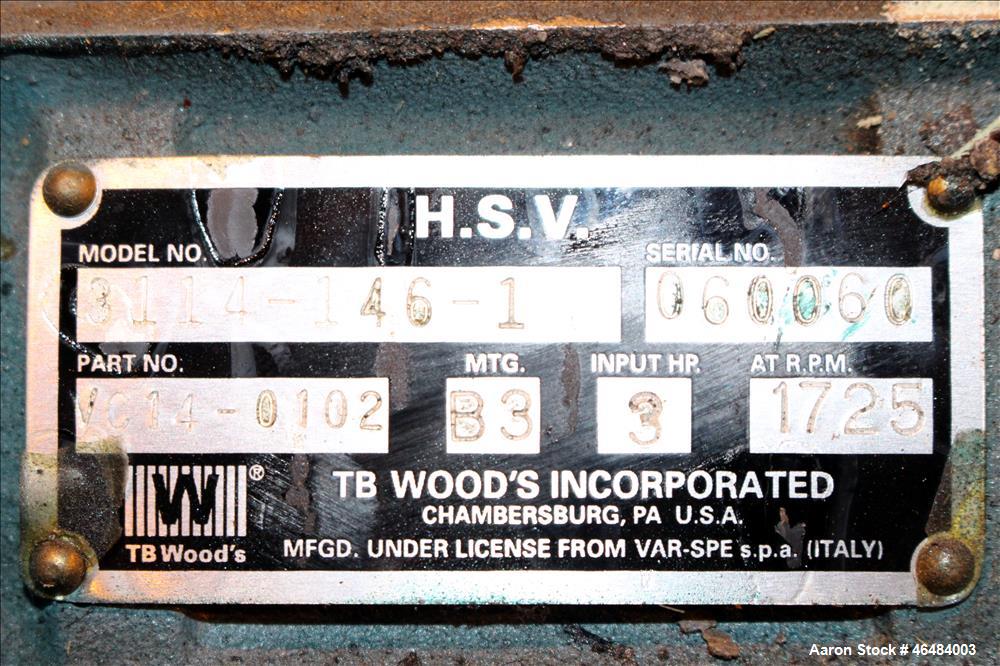 H.S.V.
MODEL NO. SERIAL NO.
3114-146-1 060060
PART NO. MTG. INPUT HP. AT R.P.M.
VC14-0102 B3 3 1725
W ®
TB Wood's
TB WOOD'S INCORPORATED
CHAMBERSBURG, PA U.S.A.
MFGD. UNDER LICENSE FROM VAR-SPE s.p.a. (ITALY)
Aaron Stock # 46484003